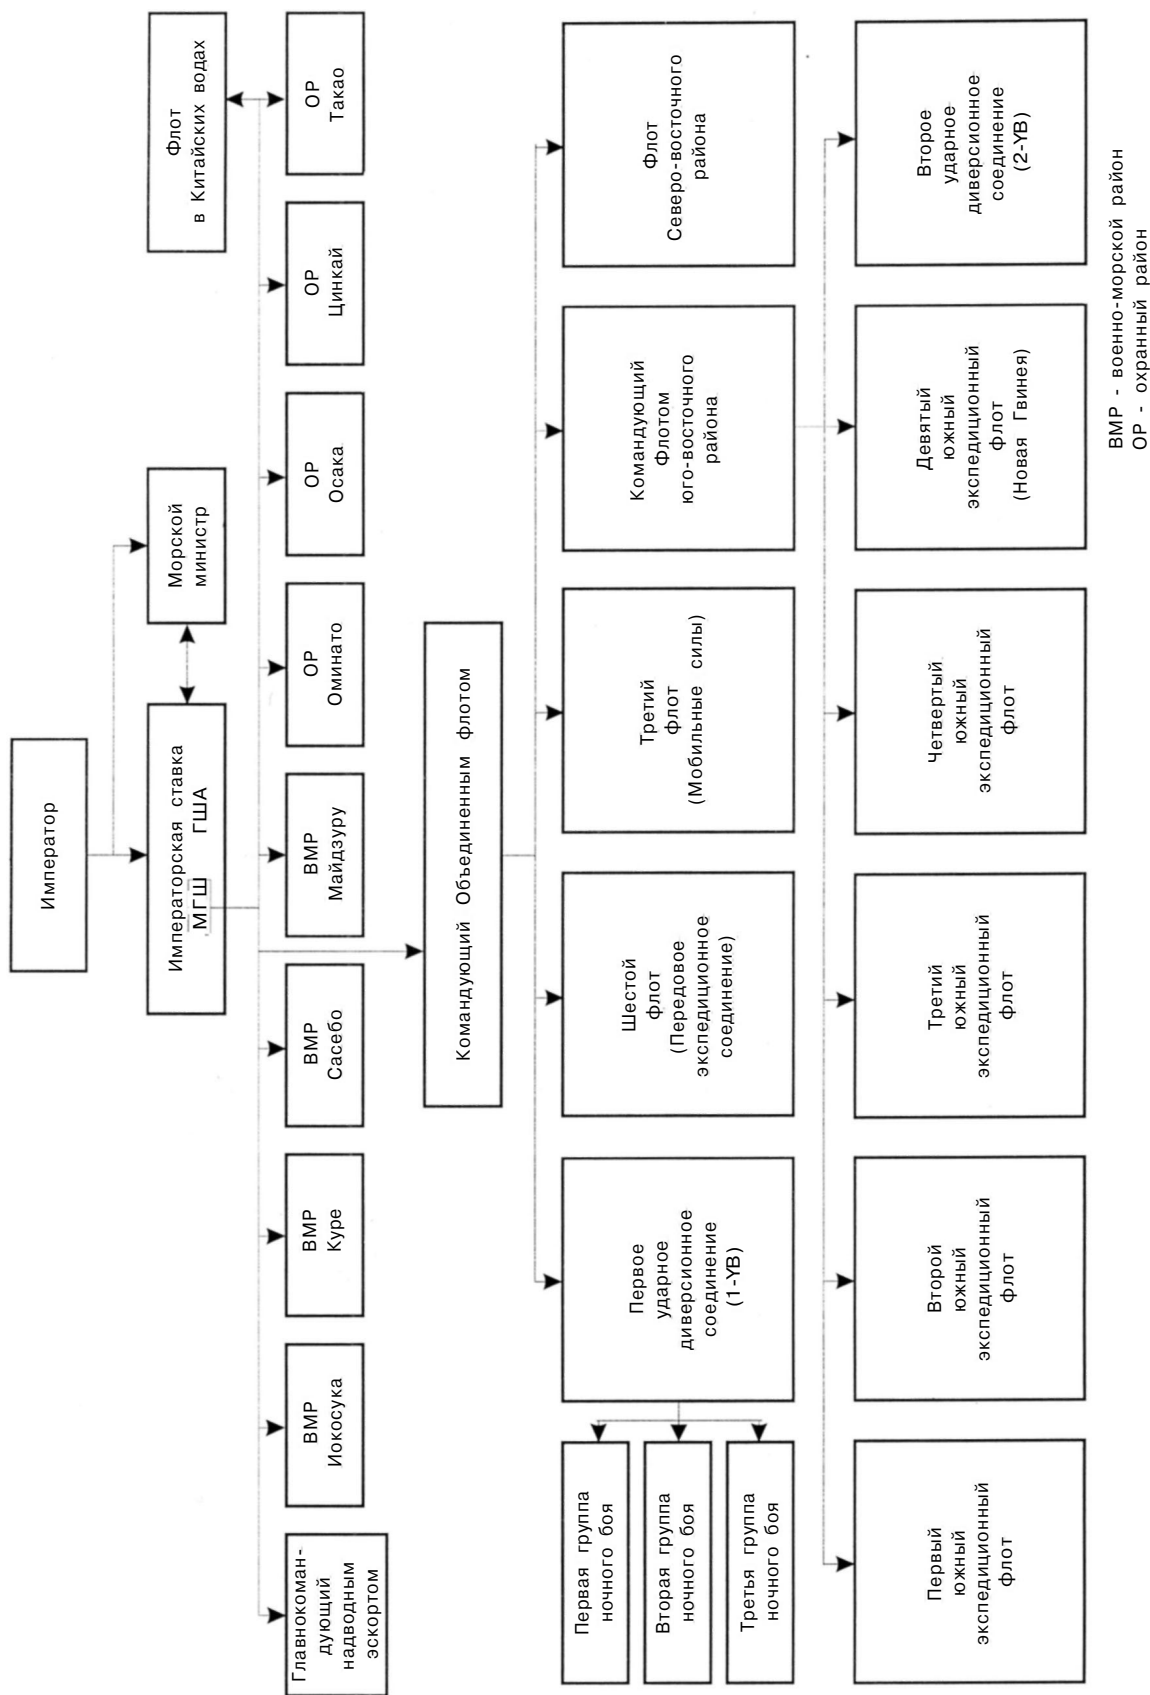 Император
Императорская ставка
МГШ ГША
Морской
министр
Флот
в Китайских водах
Главнокоман-
дующий
надводным
эскортом
ВМР
Иокосука
ВМР
Куре
ВМР
Сасебо
ВМР
Майдзуру
ОР
Оминато
ОР
Осака
ОР
Цинкай
ОР
Такао
Командующий Объединенным флотом
Первое
ударное
диверсионное
соединение
(1-YB)
Шестой
флот
(Передовое
экспедиционное
соединение)
Третий
флот
(Мобильные силы)
Командующий
Флотом
юго-восточного
района
Флот
Северо-восточного
района
Первая группа
ночного боя
Вторая группа
ночного боя
Третья группа
ночного боя
Первый
южный
экспедиционный
флот
Второй
южный
экспедиционный
флот
Третий
южный
экспедиционный
флот
Четвертый
южный
экспедиционный
флот
Девятый
южный
экспедиционный
флот
(Новая Гвинея)
Второе
ударное
диверсионное
соединение
(2-YB)
ВМР - военно-морской район
ОР - охранный район